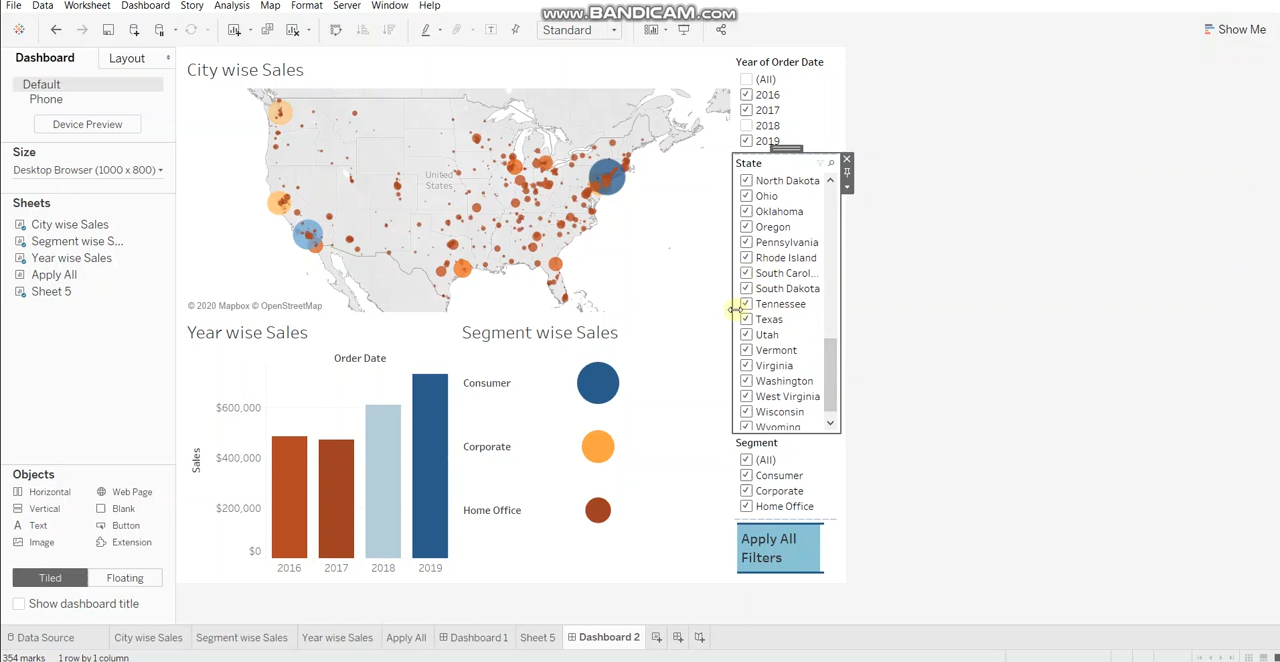 File Data Worksheet Dashboard Story Analysis Map Format Server Window Help
www.BANDICAM.com
Standard
Show Me
Dashboard Layout
Default
Phone
Device Preview
Size
Desktop Browser (1000 x 800)
Sheets
City wise Sales
Segment wise S...
Year wise Sales
Apply All
Sheet 5
Objects
Horizontal Web Page
Vertical Blank
Text Button
Image Extension
Tiled Floating
Show dashboard title
City wise Sales
United
States
© 2020 Mapbox © OpenStreetMap
Year wise Sales
Order Date
Sales
$600,000
$400,000
$200,000
$0
2016 2017 2018 2019
Segment wise Sales
Consumer
Corporate
Home Office
Year of Order Date
(All)
2016
2017
2018
2019
State
North Dakota
Ohio
Oklahoma
Oregon
Pennsylvania
Rhode Island
South Carol...
South Dakota
Tennessee
Texas
Utah
Vermont
Virginia
Washington
West Virginia
Wisconsin
Wyoming
Segment
(All)
Consumer
Corporate
Home Office
Apply All
Filters
Data Source City wise Sales Segment wise Sales Year wise Sales Apply All Dashboard 1 Sheet 5 Dashboard 2
354 marks 1 row by 1 column